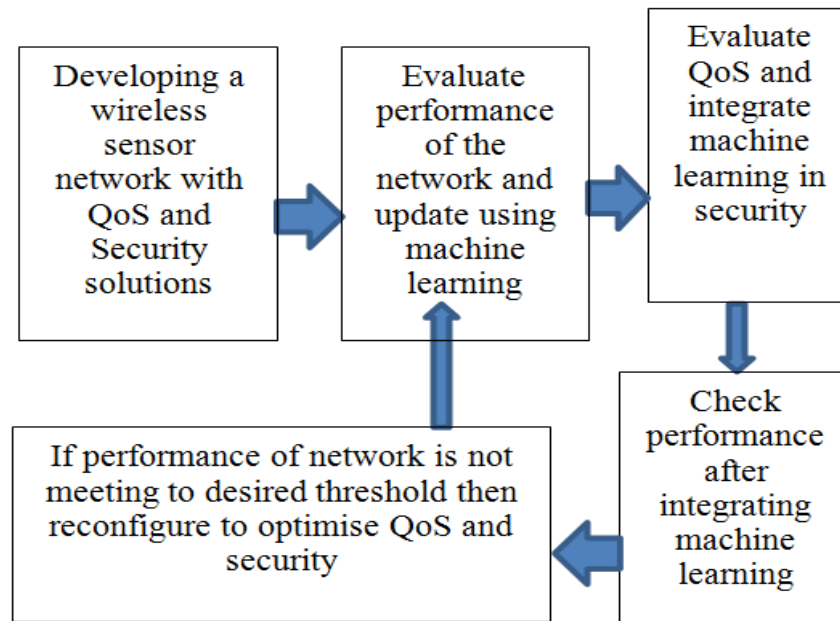 Developing a
wireless
sensor
network with
QoS and
Security
solutions
Evaluate
performance
of the
network and
update using
machine
learning
Evaluate
QoS and
integrate
machine
learning in
security
Check
performance
after
integrating
machine
learning
If performance of network is not
meeting to desired threshold then
reconfigure to optimise QoS and
security